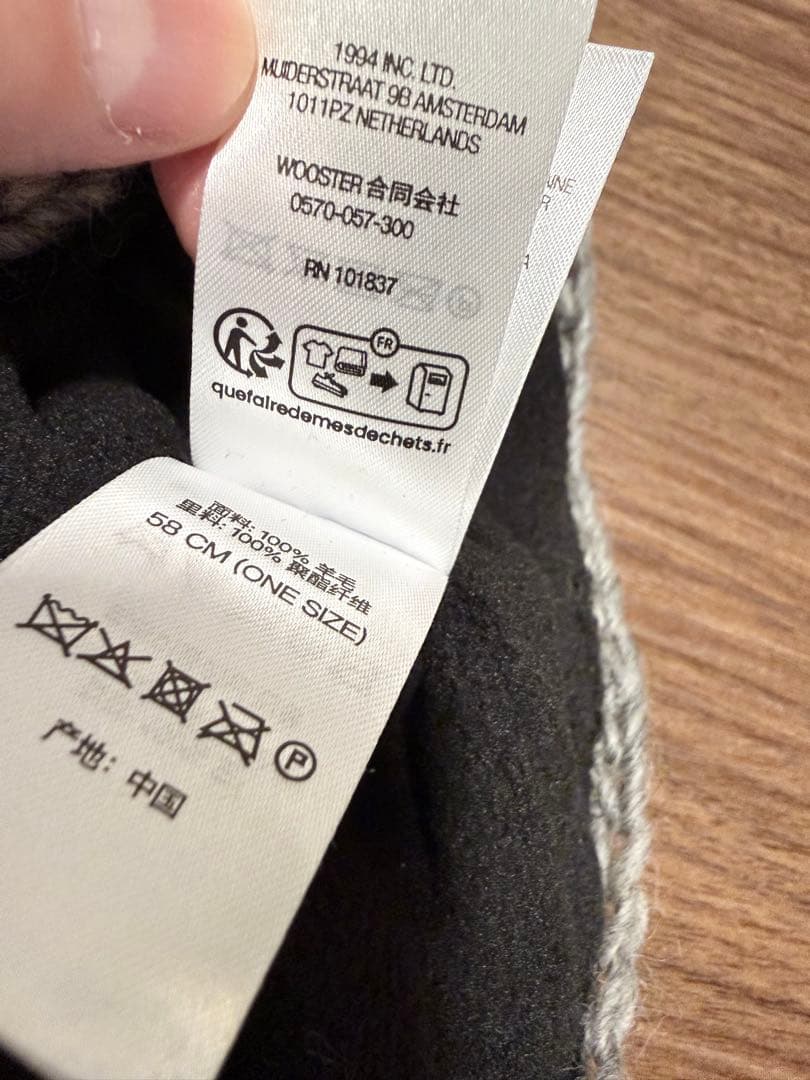 1994 INC. LTD.
MUIDERSTRAAT 9B AMSTERDAM
1011PZ NETHERLANDS
WOOSTER 合同会社
0570-057-300
RN 101837
FR
quefairedemesdechets.fr
面料: 100% 羊毛
里料: 100% 聚酯纤维
58 CM (ONE SIZE)
P
产地: 中国